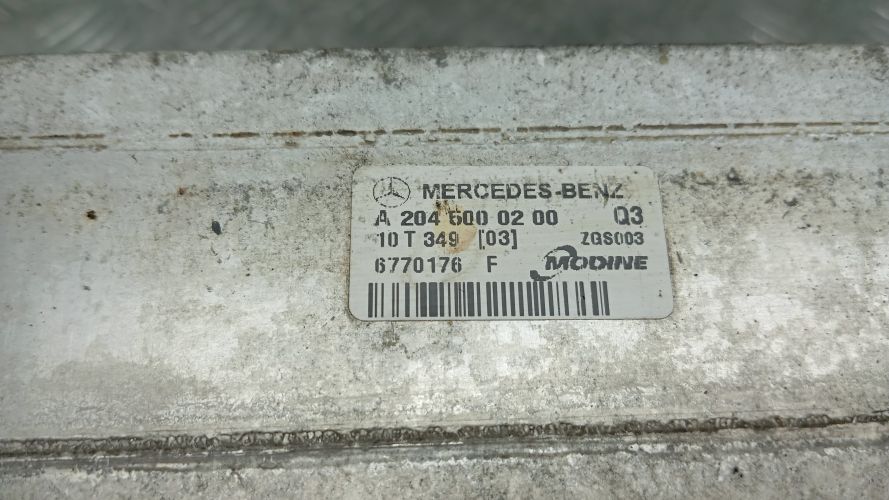 MERCEDES-BENZ
A 204 500 02 00 Q3
10 T 349 [03] ZGS003
6770176 F MODINE